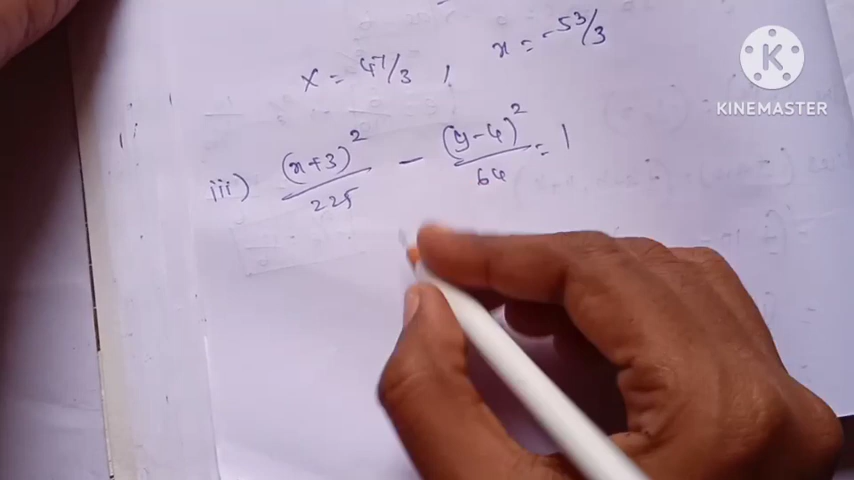 x = 47/3 , x = -53/3
iii) (x+3)²/225 - (y-4)²/64 = 1
K
KINEMASTER